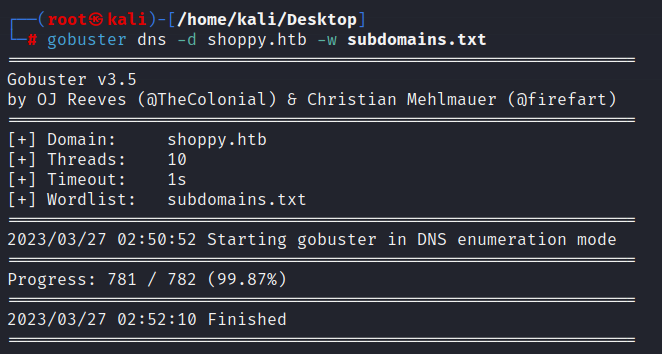 ┌──(root㉿kali)-[/home/kali/Desktop]
└─# gobuster dns -d shoppy.htb -w subdomains.txt
===============================================================
Gobuster v3.5
by OJ Reeves (@TheColonial) & Christian Mehlmauer (@firefart)
===============================================================
[+] Domain:     shoppy.htb
[+] Threads:    10
[+] Timeout:    1s
[+] Wordlist:   subdomains.txt
===============================================================
2023/03/27 02:50:52 Starting gobuster in DNS enumeration mode
===============================================================
Progress: 781 / 782 (99.87%)
===============================================================
2023/03/27 02:52:10 Finished
===============================================================